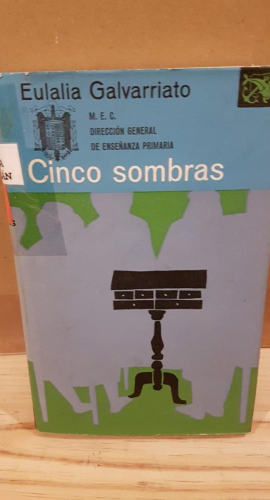 Eulalia Galvarriato
M. E. C.
DIRECCIÓN GENERAL
DE ENSEÑANZA PRIMARIA
Cinco sombras